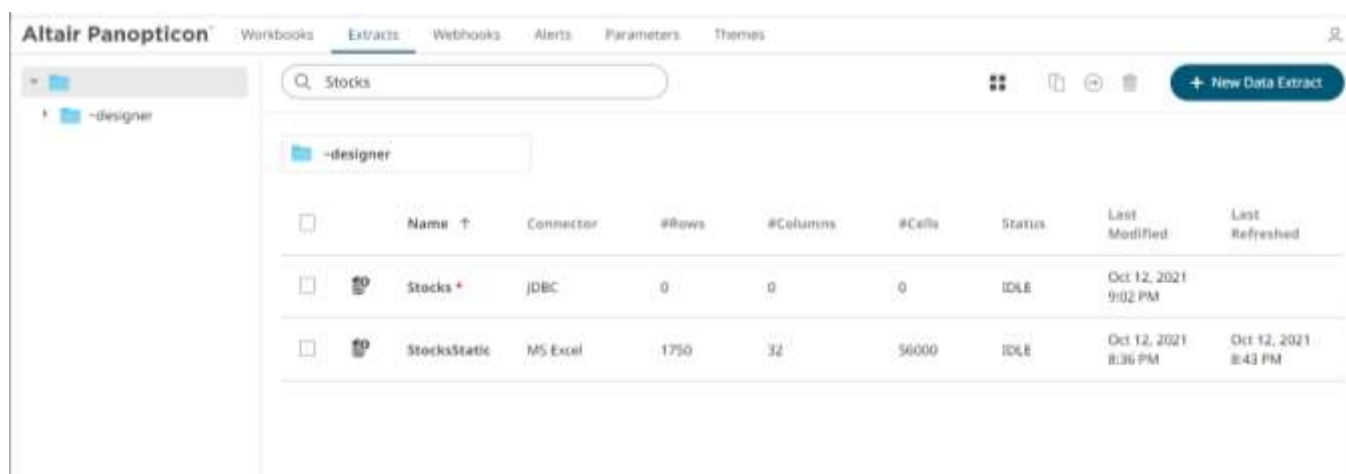 Altair Panopticon™ Workbooks Extracts Webhooks Alerts Parameters Themes
Stocks + New Data Extract
~designer
~designer
Name ↑ Connector #Rows #Columns #Cells Status Last Modified Last Refreshed
Stocks * JDBC 0 0 0 IDLE Oct 12, 2021 9:02 PM
StocksStatic MS Excel 1750 32 56000 IDLE Oct 12, 2021 8:36 PM Oct 12, 2021 8:43 PM